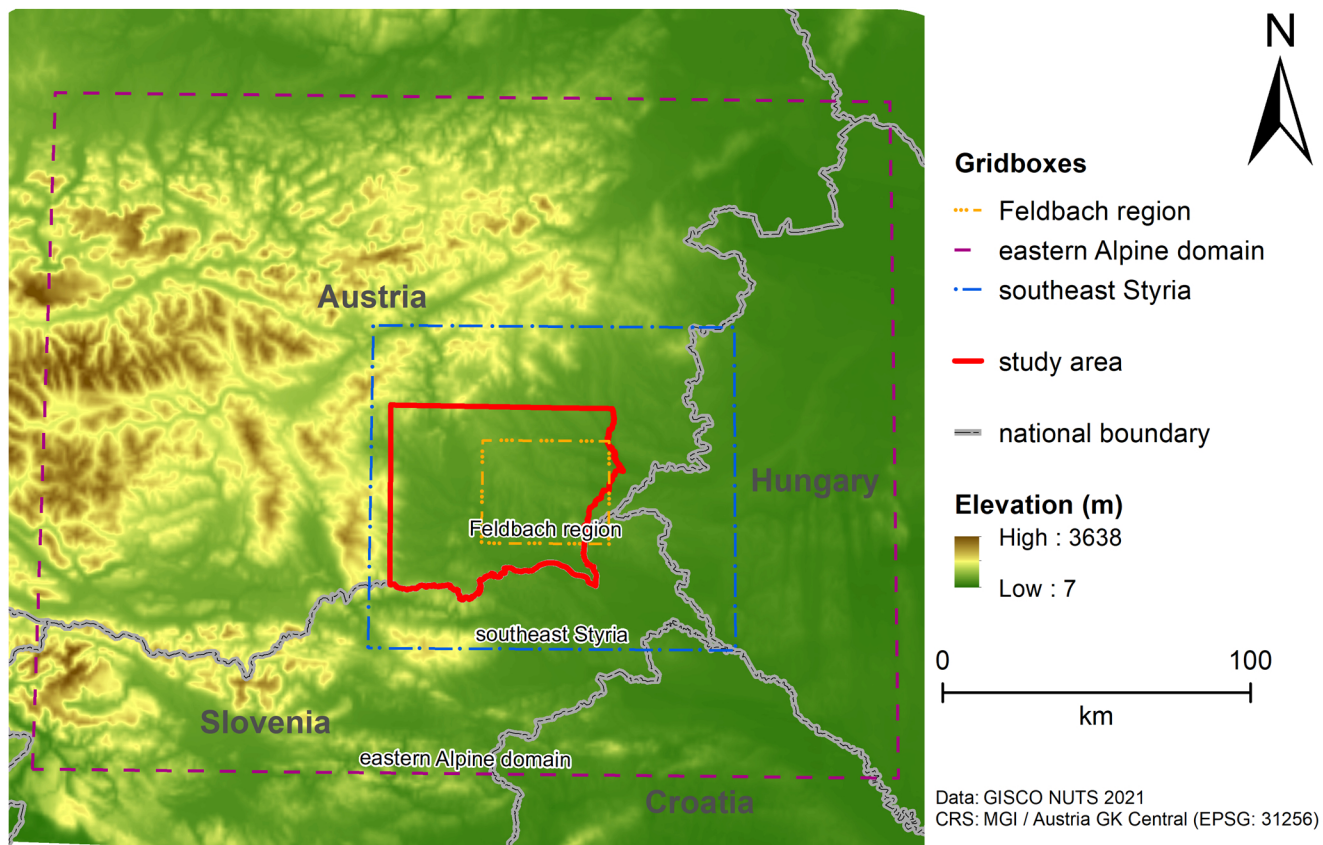 N
Gridboxes
Feldbach region
eastern Alpine domain
southeast Styria
study area
national boundary
Elevation (m)
High : 3638
Low : 7
0 100
km
Data: GISCO NUTS 2021
CRS: MGI / Austria GK Central (EPSG: 31256)
Austria
Hungary
Feldbach region
southeast Styria
Slovenia
eastern Alpine domain
Croatia